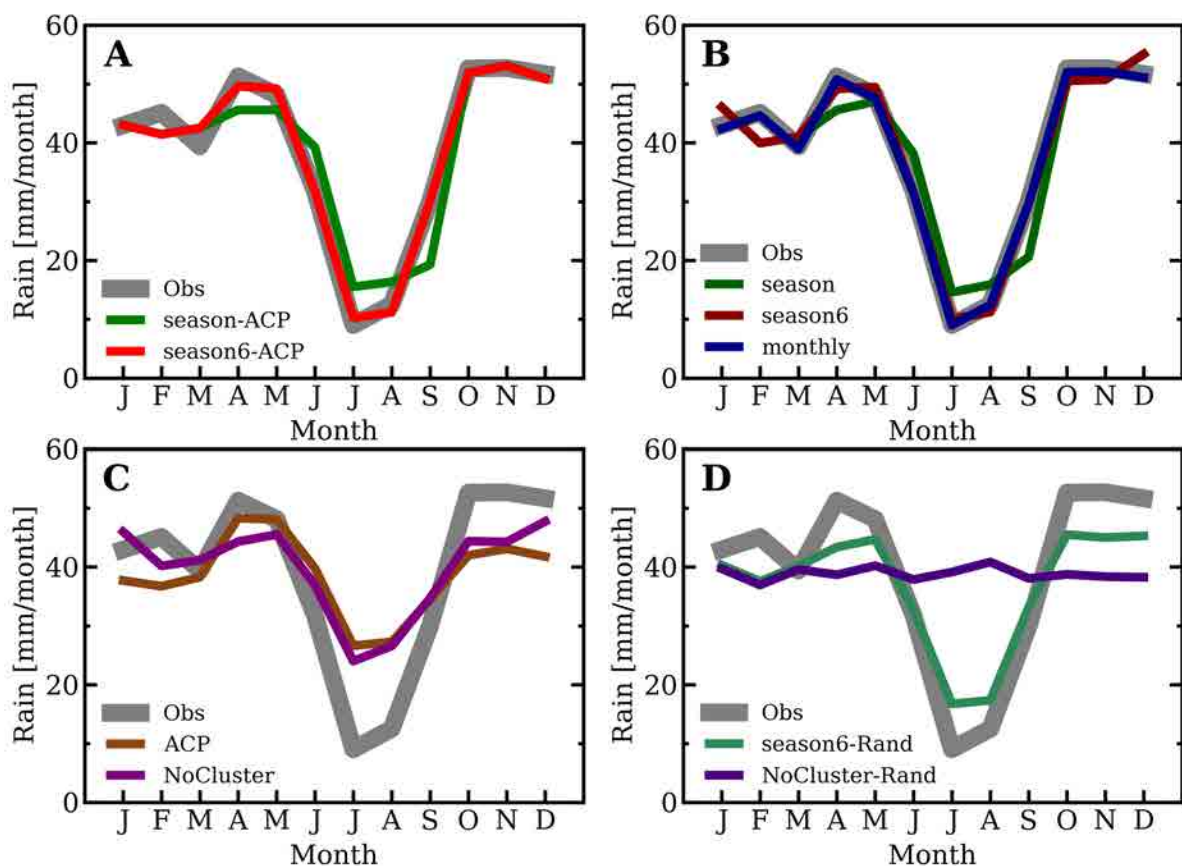 A
Rain [mm/month]
60
40
20
0
Obs
season-ACP
season6-ACP
J F M A M J J A S O N D
Month
B
Rain [mm/month]
60
40
20
0
Obs
season
season6
monthly
J F M A M J J A S O N D
Month
C
Rain [mm/month]
60
40
20
0
Obs
ACP
NoCluster
J F M A M J J A S O N D
Month
D
Rain [mm/month]
60
40
20
0
Obs
season6-Rand
NoCluster-Rand
J F M A M J J A S O N D
Month